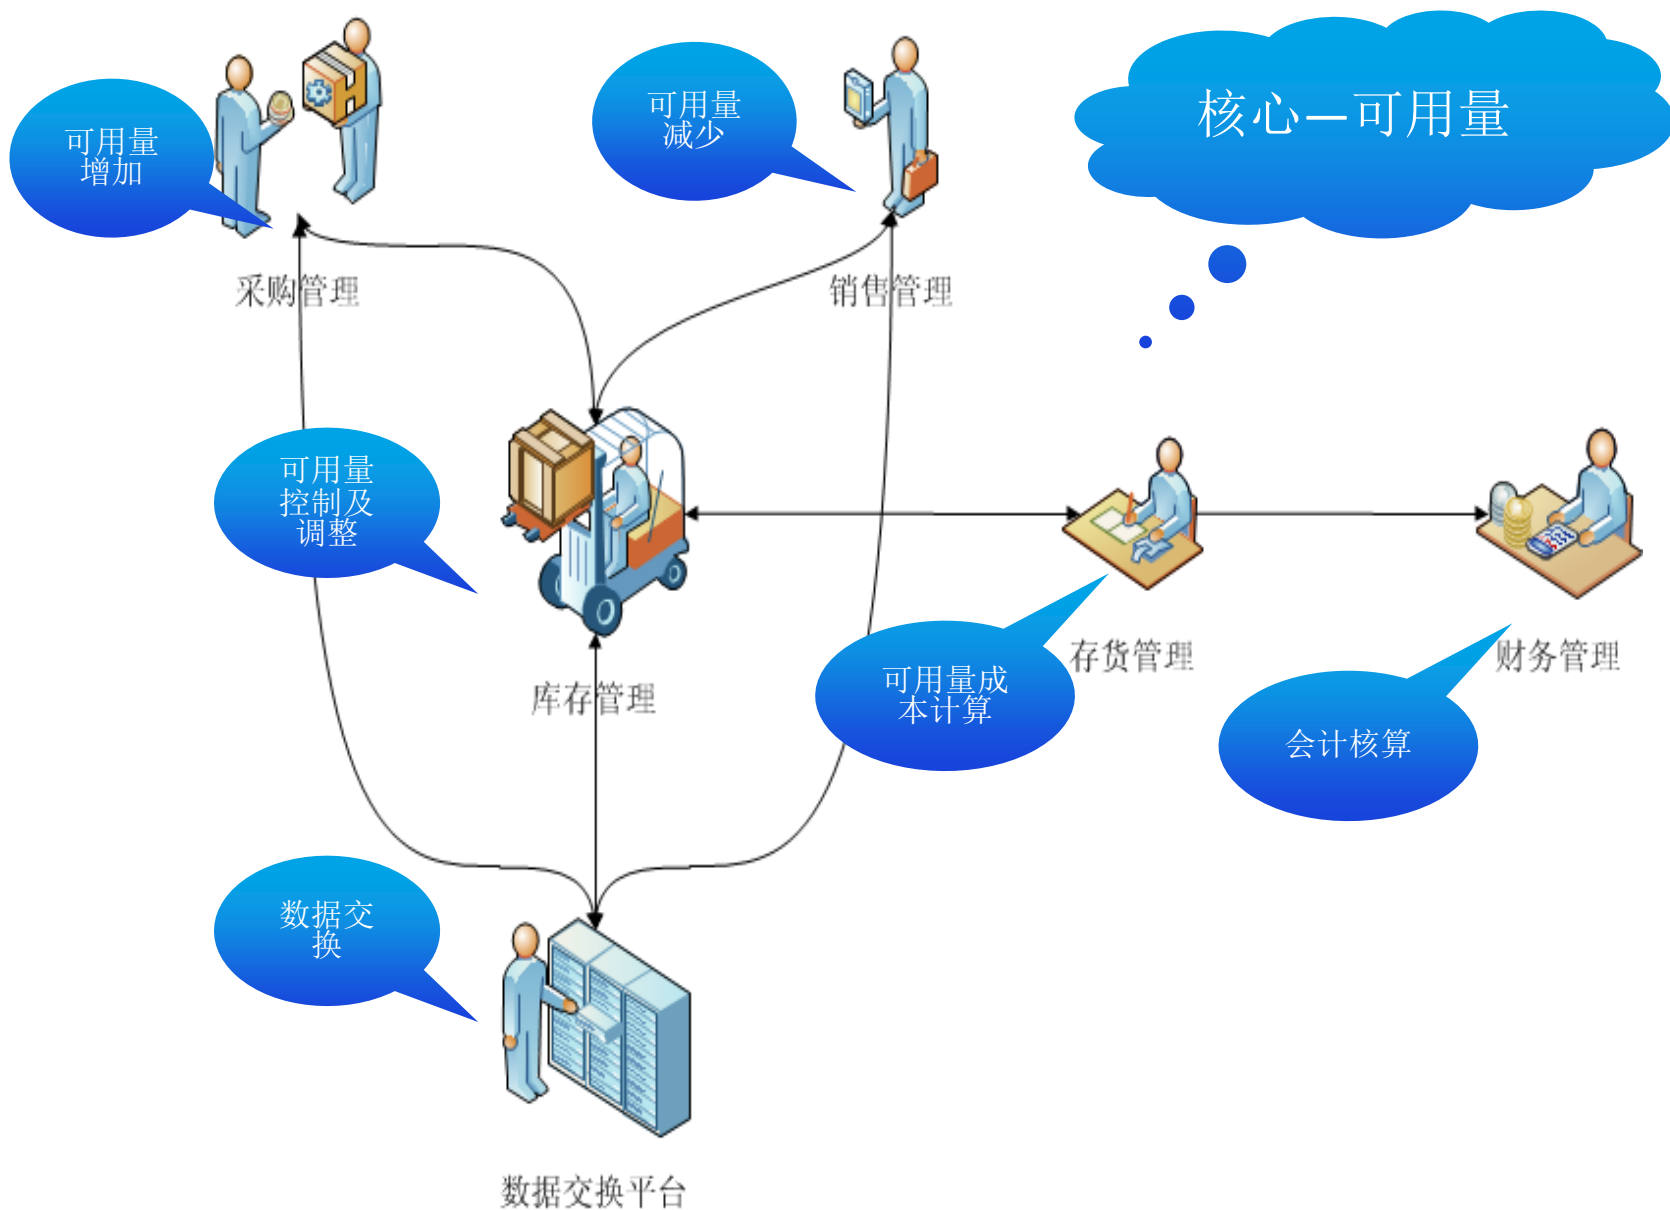 核心—可用量
可用量
减少
可用量
增加
采购管理
销售管理
可用量
控制及
调整
存货管理
财务管理
可用量成
本计算
库存管理
会计核算
数据交
换
数据交换平台